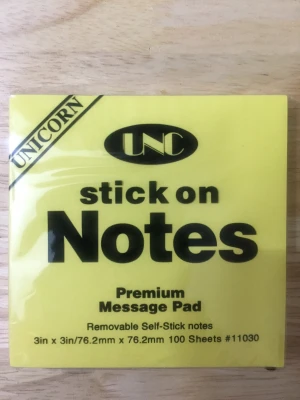 UNICORN
UNC
stick on
Notes
Premium
Message Pad
Removable Self-Stick notes
3in x 3in/76.2mm x 76.2mm 100 Sheets #11030